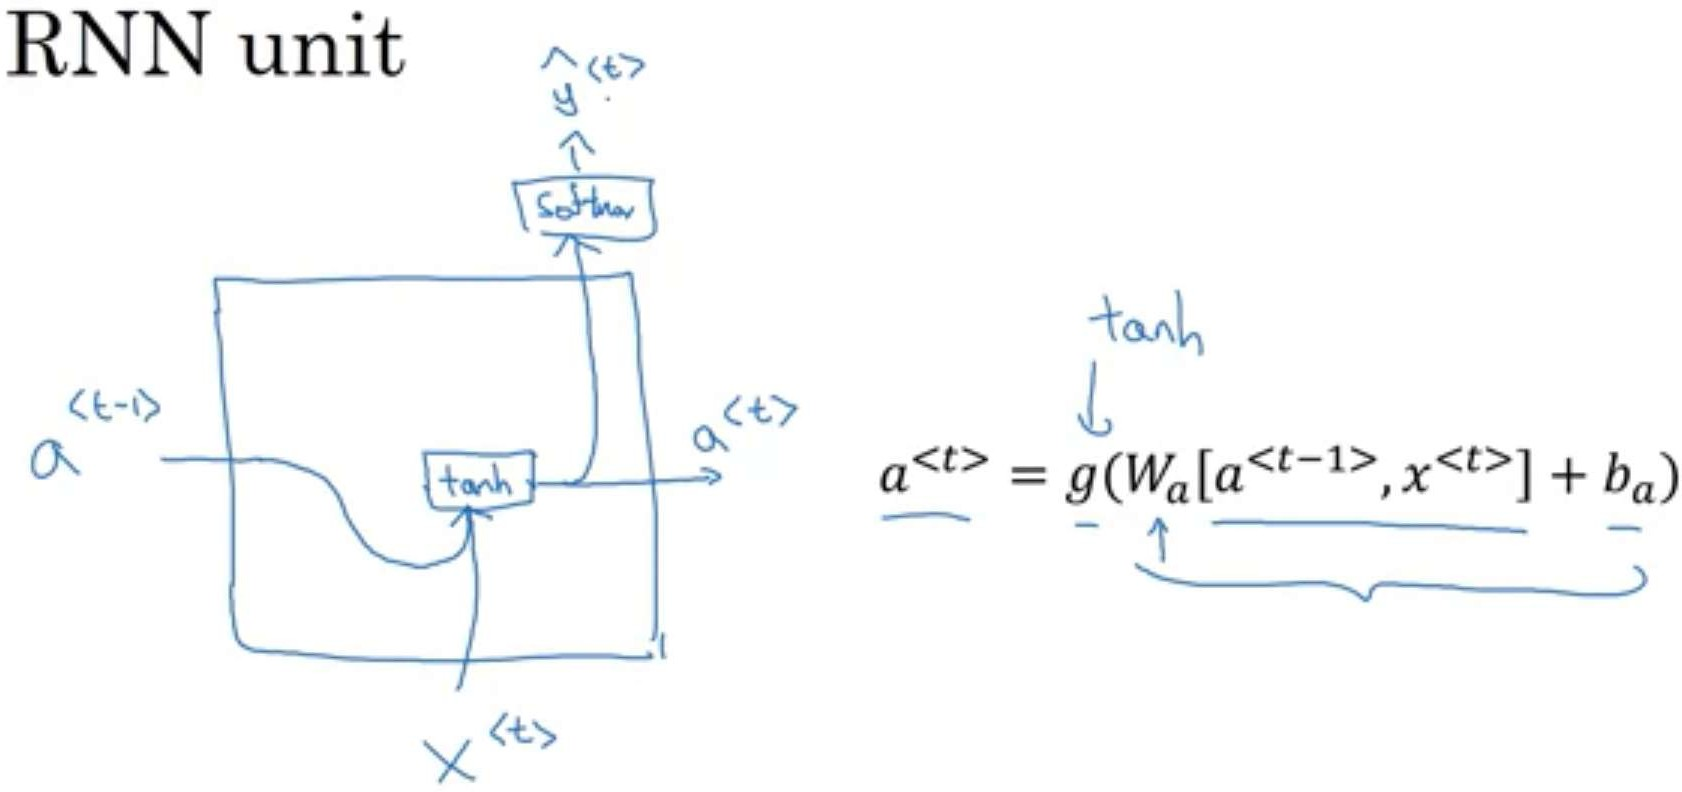 RNN unit
ŷ<t>
Softmax
tanh
a<t-1>
a<t>
tanh
a<t> = g(Wₐ[a<t−1>, x<t>] + bₐ)
x<t>